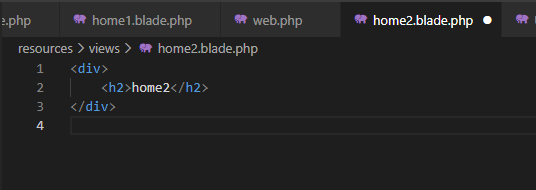 e.php home1.blade.php web.php home2.blade.php
resources > views > home2.blade.php
1 <div>
2 <h2>home2</h2>
3 </div>
4